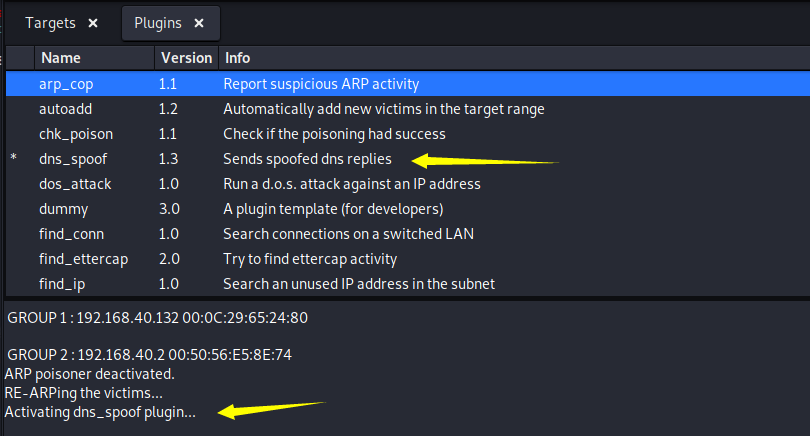 Targets ×   Plugins ×
Name Version Info
arp_cop 1.1 Report suspicious ARP activity
autoadd 1.2 Automatically add new victims in the target range
chk_poison 1.1 Check if the poisoning had success
* dns_spoof 1.3 Sends spoofed dns replies
dos_attack 1.0 Run a d.o.s. attack against an IP address
dummy 3.0 A plugin template (for developers)
find_conn 1.0 Search connections on a switched LAN
find_ettercap 2.0 Try to find ettercap activity
find_ip 1.0 Search an unused IP address in the subnet
GROUP 1 : 192.168.40.132 00:0C:29:65:24:80
GROUP 2 : 192.168.40.2 00:50:56:E5:8E:74
ARP poisoner deactivated.
RE-ARPing the victims...
Activating dns_spoof plugin...